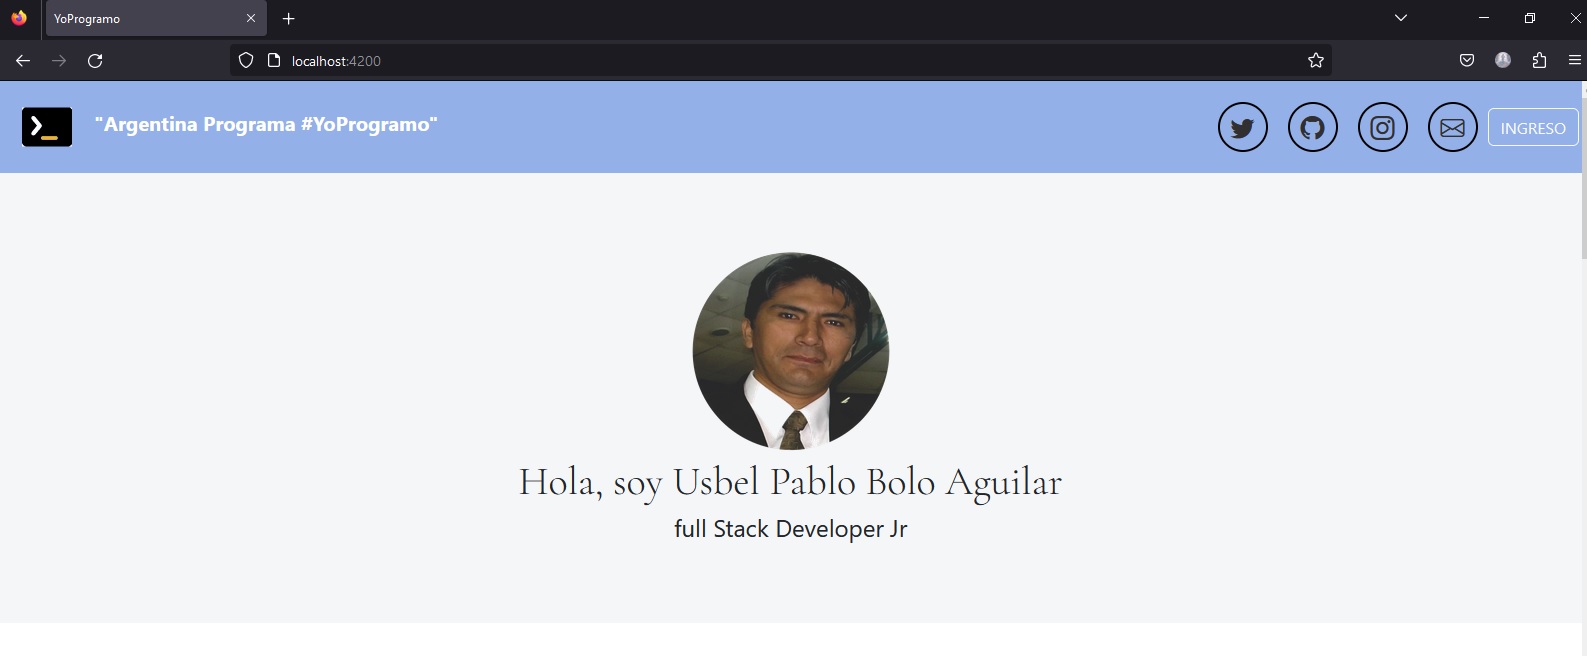 YoProgramo
localhost:4200
"Argentina Programa #YoProgramo"
INGRESO
Hola, soy Usbel Pablo Bolo Aguilar
full Stack Developer Jr